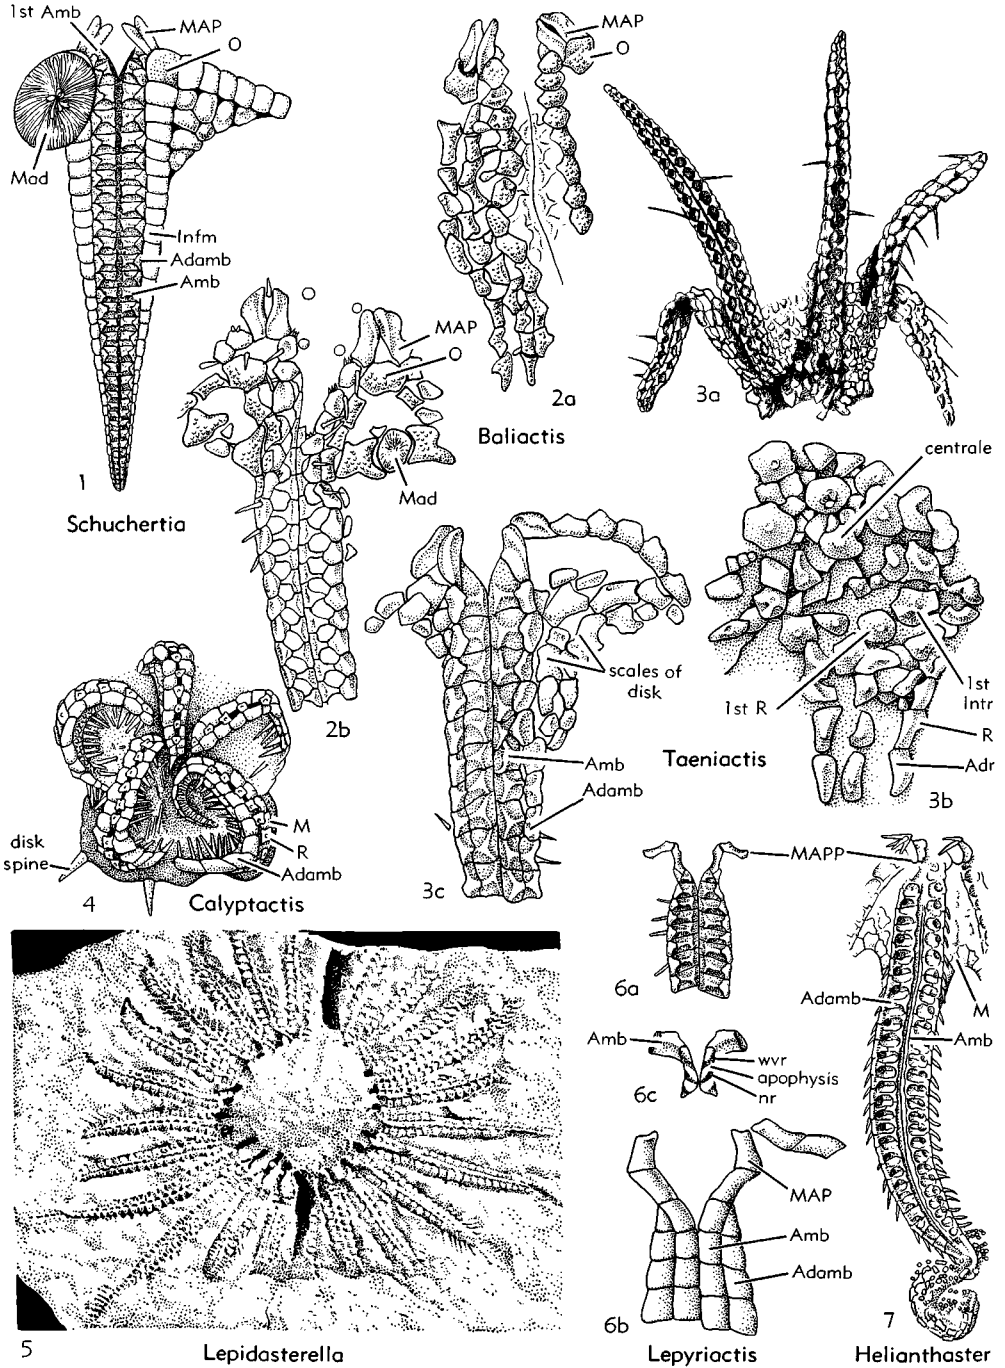 1st Amb
MAP
O
Mad
Infm
Adamb
Amb
1
Schuchertia
MAP
O
2a
Baliactis
MAP
O
Mad
2b
3a
centrale
1st R
1st
Intr
R
Adr
3b
Taeniactis
scales of
disk
Amb
Adamb
3c
disk
spine
M
R
Adamb
4
Calyptactis
MAPP
6a
Adamb
M
Amb
Amb
wvr
apophysis
nr
6c
MAP
Amb
Adamb
5
6b
7
Lepidasterella
Lepyriactis
Helianthaster